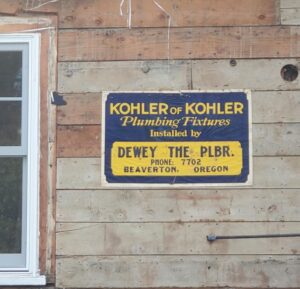 KOHLER OF KOHLER
Plumbing Fixtures
Installed by
DEWEY THE PLBR.
PHONE: 7702
BEAVERTON, OREGON